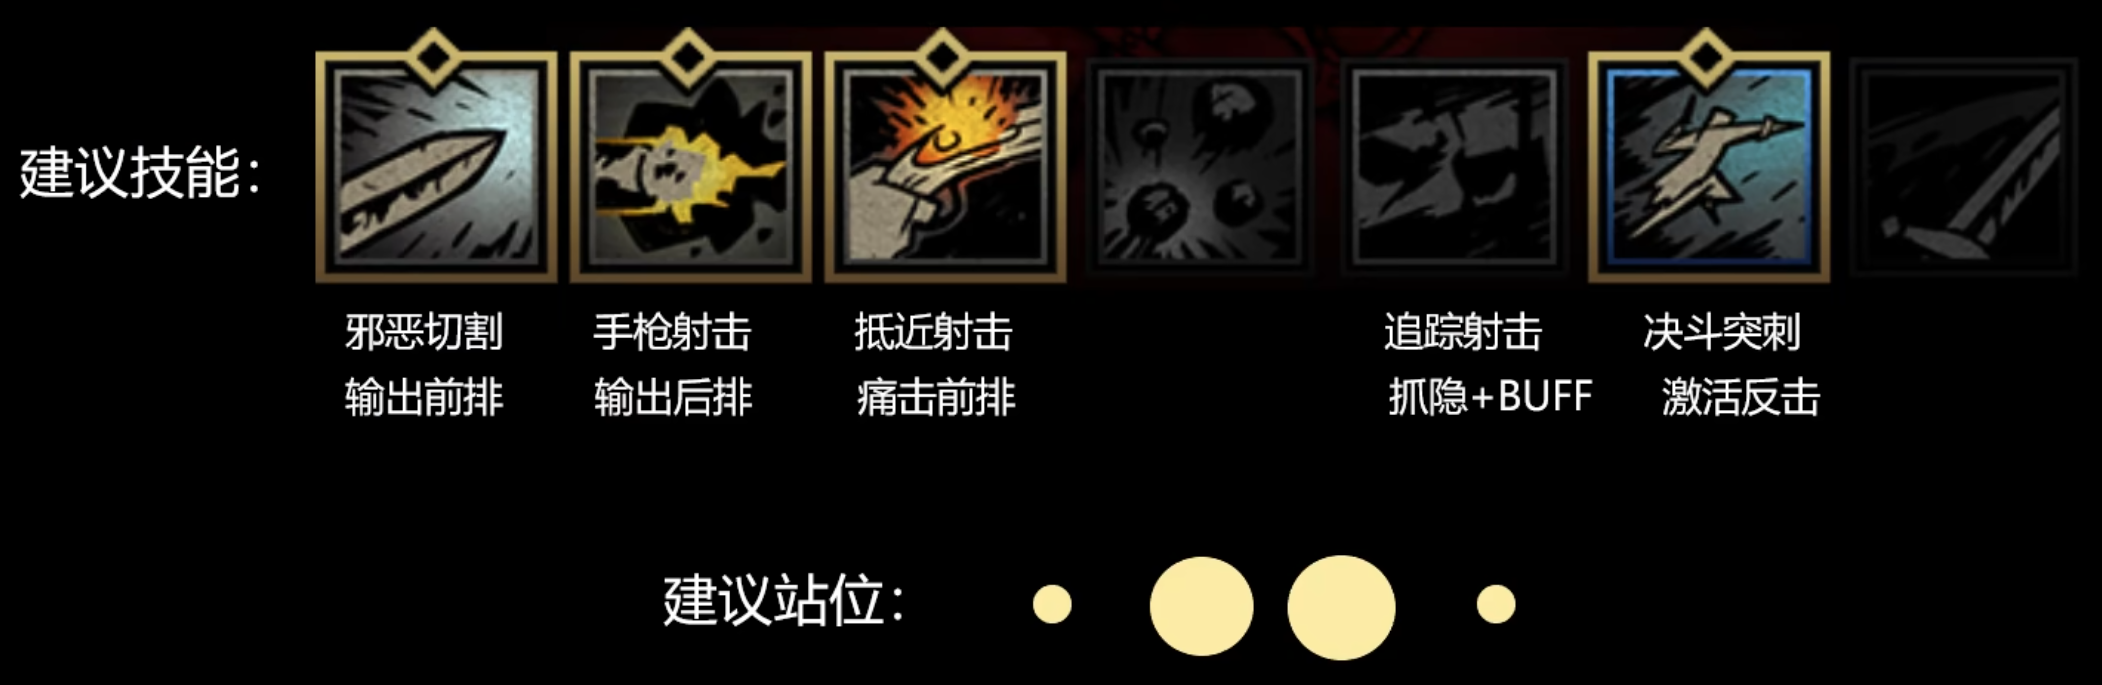 建议技能：
邪恶切割 手枪射击 抵近射击 追踪射击 决斗突刺
输出前排 输出后排 痛击前排 抓隐+BUFF 激活反击
建议站位：